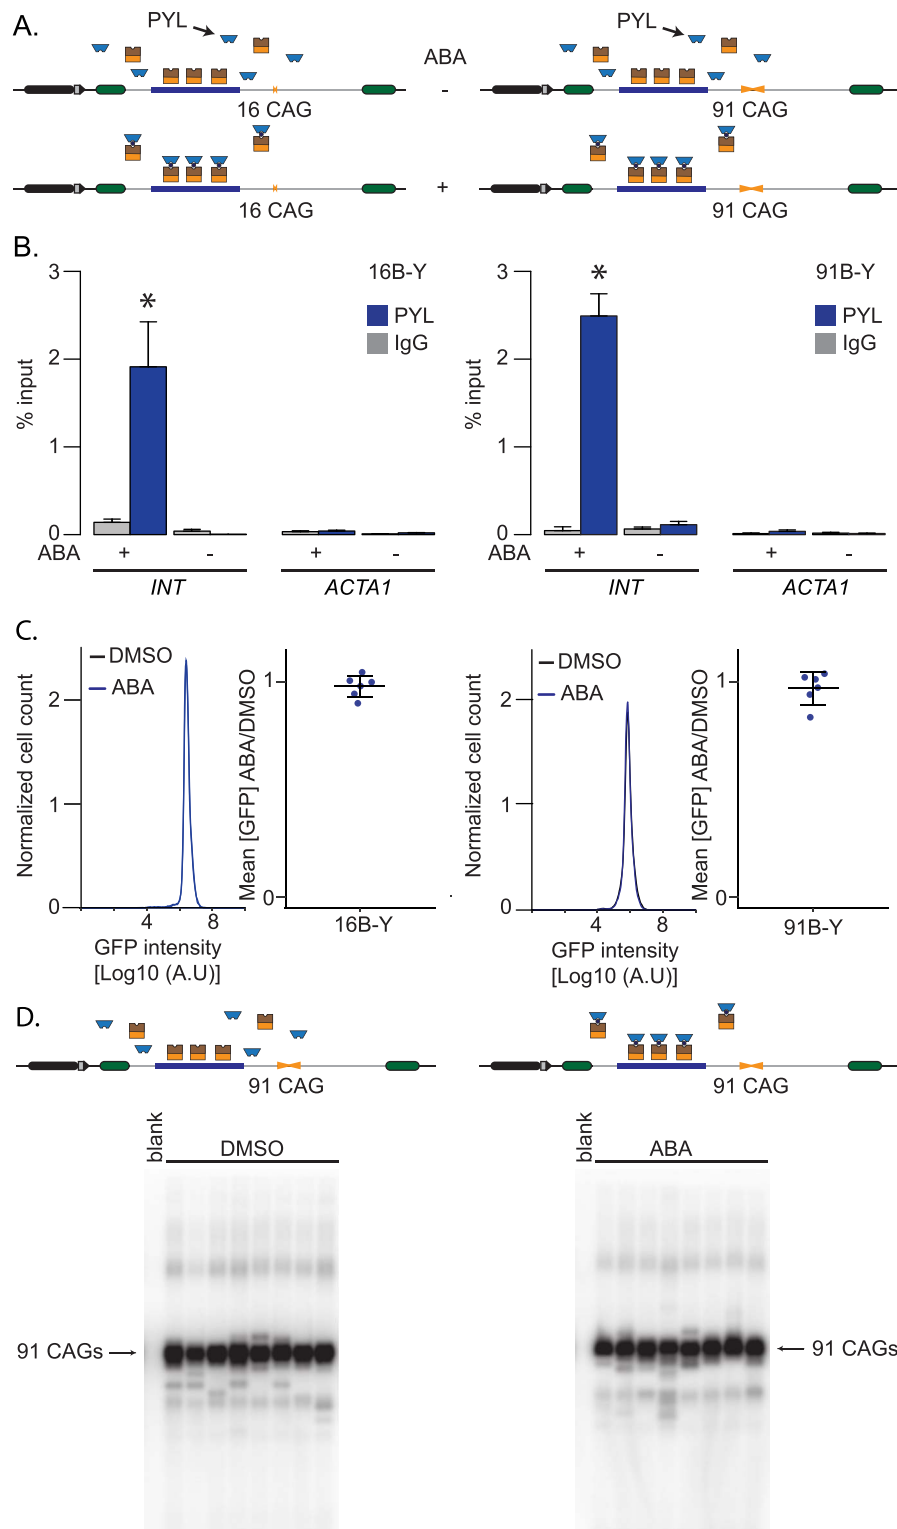 A.
PYL
PYL
ABA
16 CAG
-
91 CAG
16 CAG
+
91 CAG
B.
3
16B-Y
3
91B-Y
PYL
IgG
PYL
IgG
*
*
2
2
% input
% input
1
1
0
0
ABA
+
-
+
-
ABA
+
-
+
-
INT
ACTA1
INT
ACTA1
C.
DMSO
ABA
Normalized cell count
2
1
0
4
8
GFP intensity
[Log10 (A.U)]
Mean [GFP] ABA/DMSO
1
0
16B-Y
DMSO
ABA
Normalized cell count
2
1
0
4
8
GFP intensity
[Log10 (A.U)]
Mean [GFP] ABA/DMSO
1
0
91B-Y
D.
91 CAG
91 CAG
blank
DMSO
blank
ABA
91 CAGs
91 CAGs